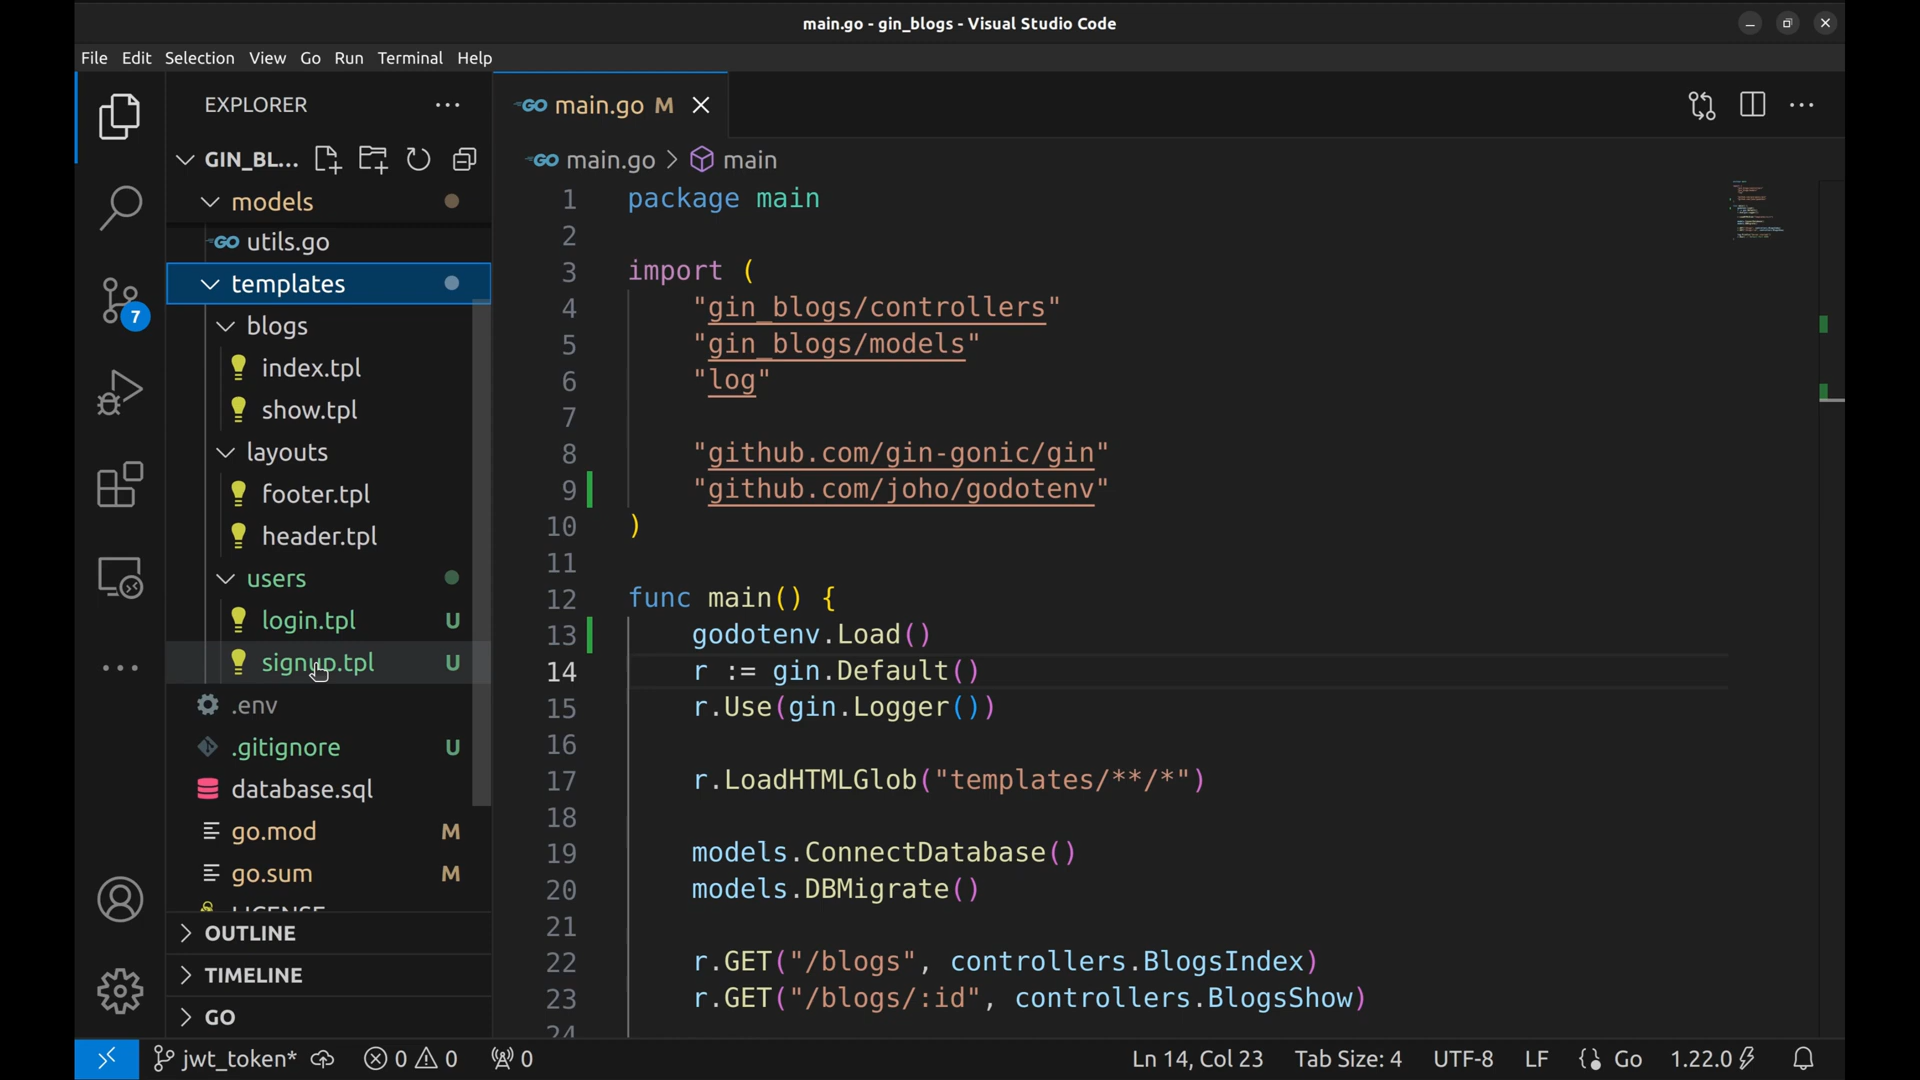 main.go - gin_blogs - Visual Studio Code
File Edit Selection View Go Run Terminal Help
EXPLORER
GIN_BL...
models
utils.go
templates
blogs
index.tpl
show.tpl
layouts
footer.tpl
header.tpl
users
login.tpl U
signup.tpl U
.env
.gitignore U
database.sql
go.mod M
go.sum M
LICENSE
OUTLINE
TIMELINE
GO
7
GO main.go M
GO main.go > main
1 package main
2
3 import (
4 "gin_blogs/controllers"
5 "gin_blogs/models"
6 "log"
7
8 "github.com/gin-gonic/gin"
9 "github.com/joho/godotenv"
10 )
11
12 func main() {
13 godotenv.Load()
14 r := gin.Default()
15 r.Use(gin.Logger())
16
17 r.LoadHTMLGlob("templates/**/*")
18
19 models.ConnectDatabase()
20 models.DBMigrate()
21
22 r.GET("/blogs", controllers.BlogsIndex)
23 r.GET("/blogs/:id", controllers.BlogsShow)
24
jwt_token* 0 0 0 Ln 14, Col 23 Tab Size: 4 UTF-8 LF Go 1.22.0